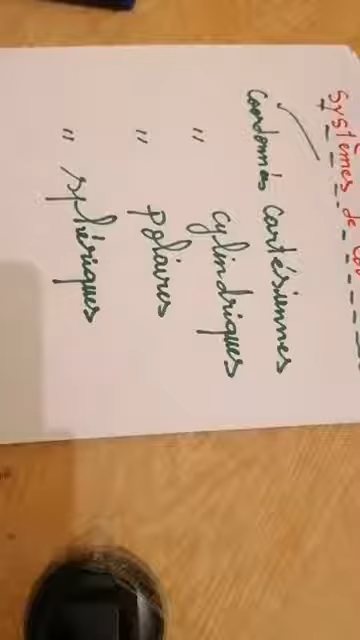 Systèmes de
Coordonnés Cartésiennes
" cylindriques
" polaires
" sphériques